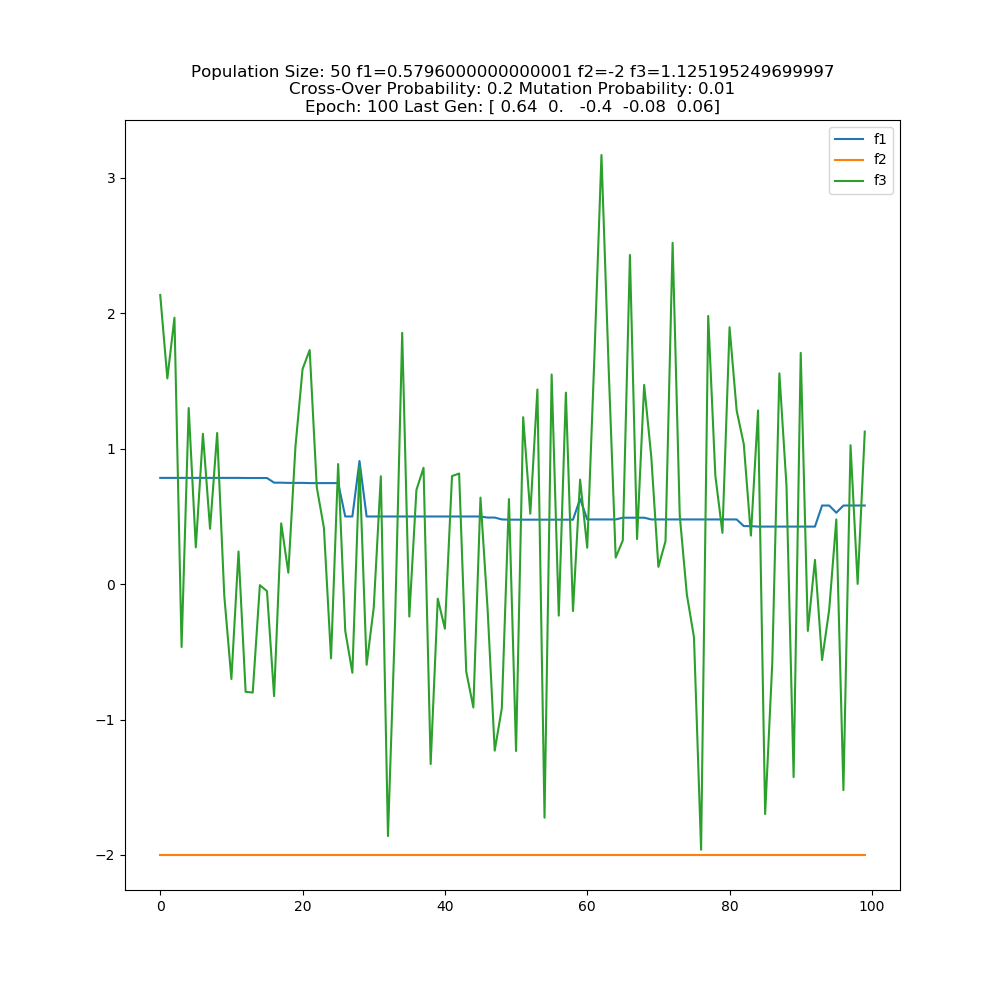 Population Size: 50 f1=0.5796000000000001 f2=-2 f3=1.125195249699997
Cross-Over Probability: 0.2 Mutation Probability: 0.01
Epoch: 100 Last Gen: [ 0.64  0.   -0.4  -0.08  0.06]
f1
f2
f3
3
2
1
0
−1
−2
0 20 40 60 80 100